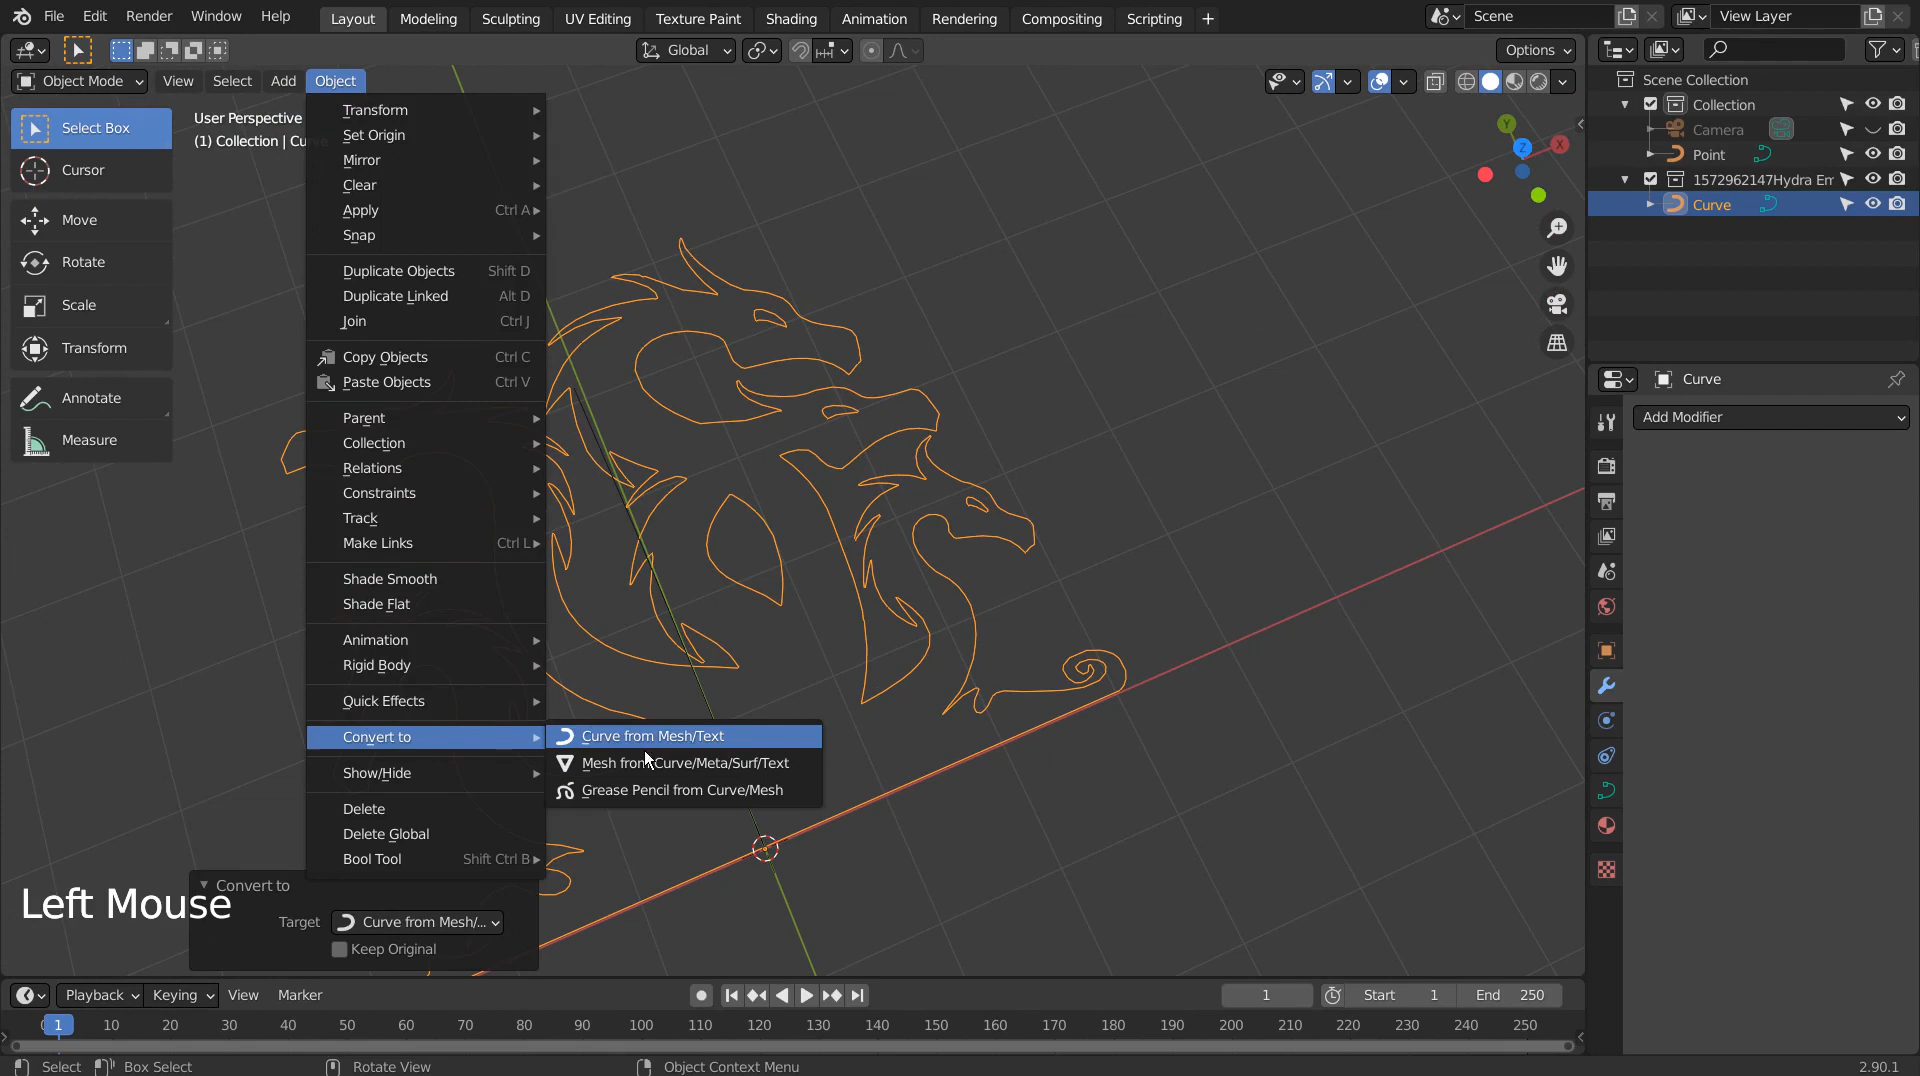 File Edit Render Window Help
Layout Modeling Sculpting UV Editing Texture Paint Shading Animation Rendering Compositing Scripting +
Scene
View Layer
Global
Options
Object Mode View Select Add Object
Select Box
Cursor
Move
Rotate
Scale
Transform
Annotate
Measure
User Perspective
(1) Collection | Curve
Transform
Set Origin
Mirror
Clear
Apply Ctrl A
Snap
Duplicate Objects Shift D
Duplicate Linked Alt D
Join Ctrl J
Copy Objects Ctrl C
Paste Objects Ctrl V
Parent
Collection
Relations
Constraints
Track
Make Links Ctrl L
Shade Smooth
Shade Flat
Animation
Rigid Body
Quick Effects
Convert to
Show/Hide
Delete
Delete Global
Bool Tool Shift Ctrl B
Curve from Mesh/Text
Mesh from Curve/Meta/Surf/Text
Grease Pencil from Curve/Mesh
Y
Z
X
Scene Collection
Collection
Camera
Point
1572962147Hydra Em
Curve
Curve
Add Modifier
Convert to
Target Curve from Mesh/...
Keep Original
Left Mouse
Playback Keying View Marker
1
Start 1
End 250
0 1 10 20 30 40 50 60 70 80 90 100 110 120 130 140 150 160 170 180 190 200 210 220 230 240 250
Select Box Select Rotate View Object Context Menu 2.90.1